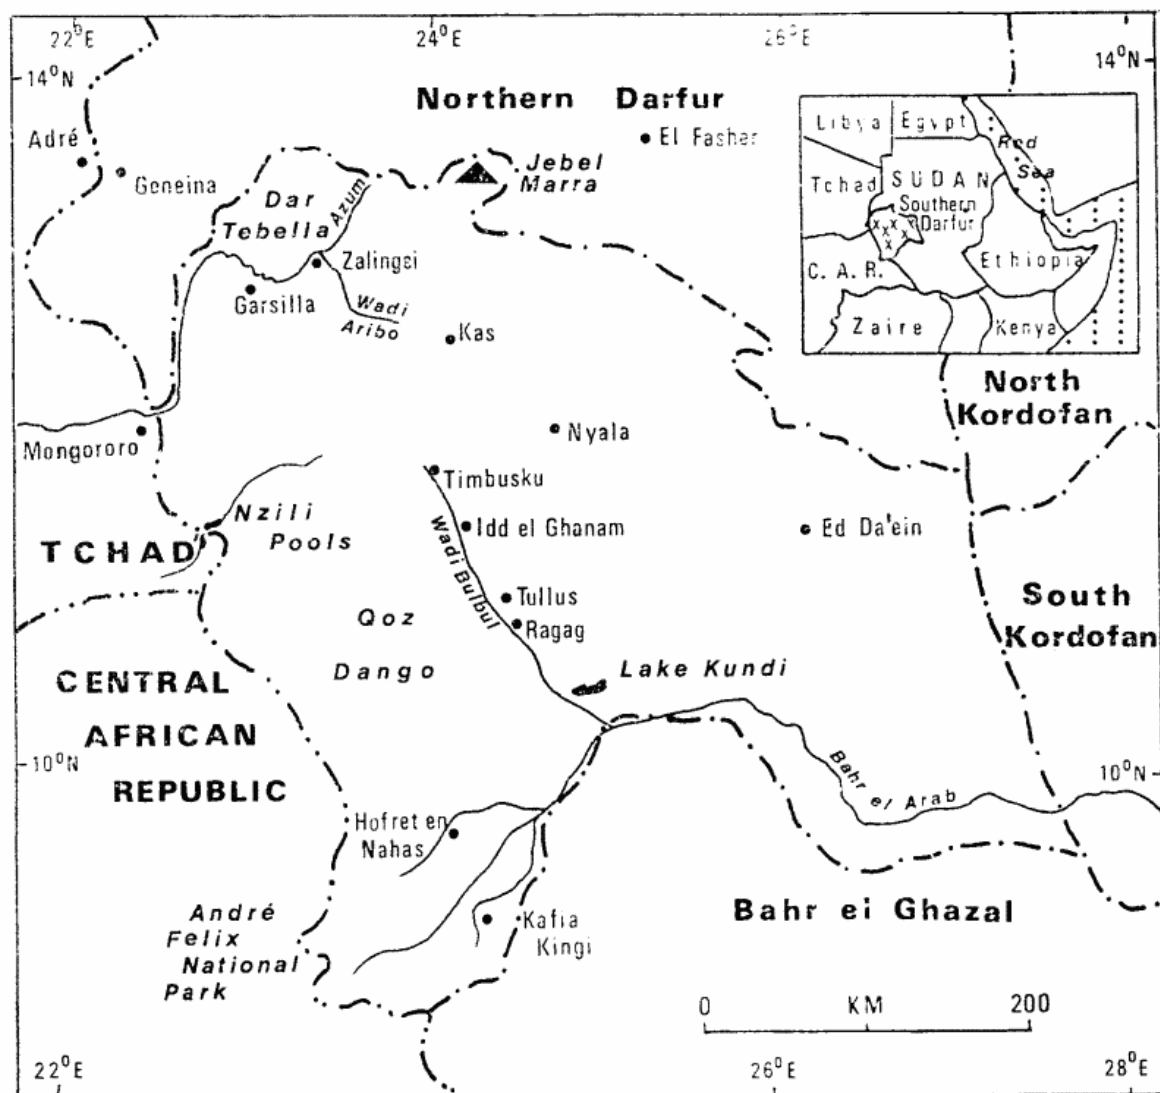 22°E 24°E 26°E
14°N 14°N
Northern Darfur
Adré
Geneina
El Fasher
Jebel
Marra
Dar
Tebella
Azum
Zalingei
Garsilla
Wadi
Aribo
Kas
Libya
Egypt
Red
Sea
Tchad
SUDAN
Southern
Darfur
C.A.R.
Ethiopia
Zaire
Kenya
North
Kordofan
Mongororo
Nyala
Timbusku
Nzili
Pools
Idd el Ghanam
Ed Da'ein
TCHAD
Wadi Bulbul
Tullus
Ragag
Qoz
Dango
South
Kordofan
CENTRAL
AFRICAN
REPUBLIC
Lake Kundi
10°N 10°N
Bahr el Arab
Hofret en
Nahas
André
Felix
National
Park
Kafia
Kingi
Bahr el Ghazal
0 KM 200
22°E 26°E 28°E